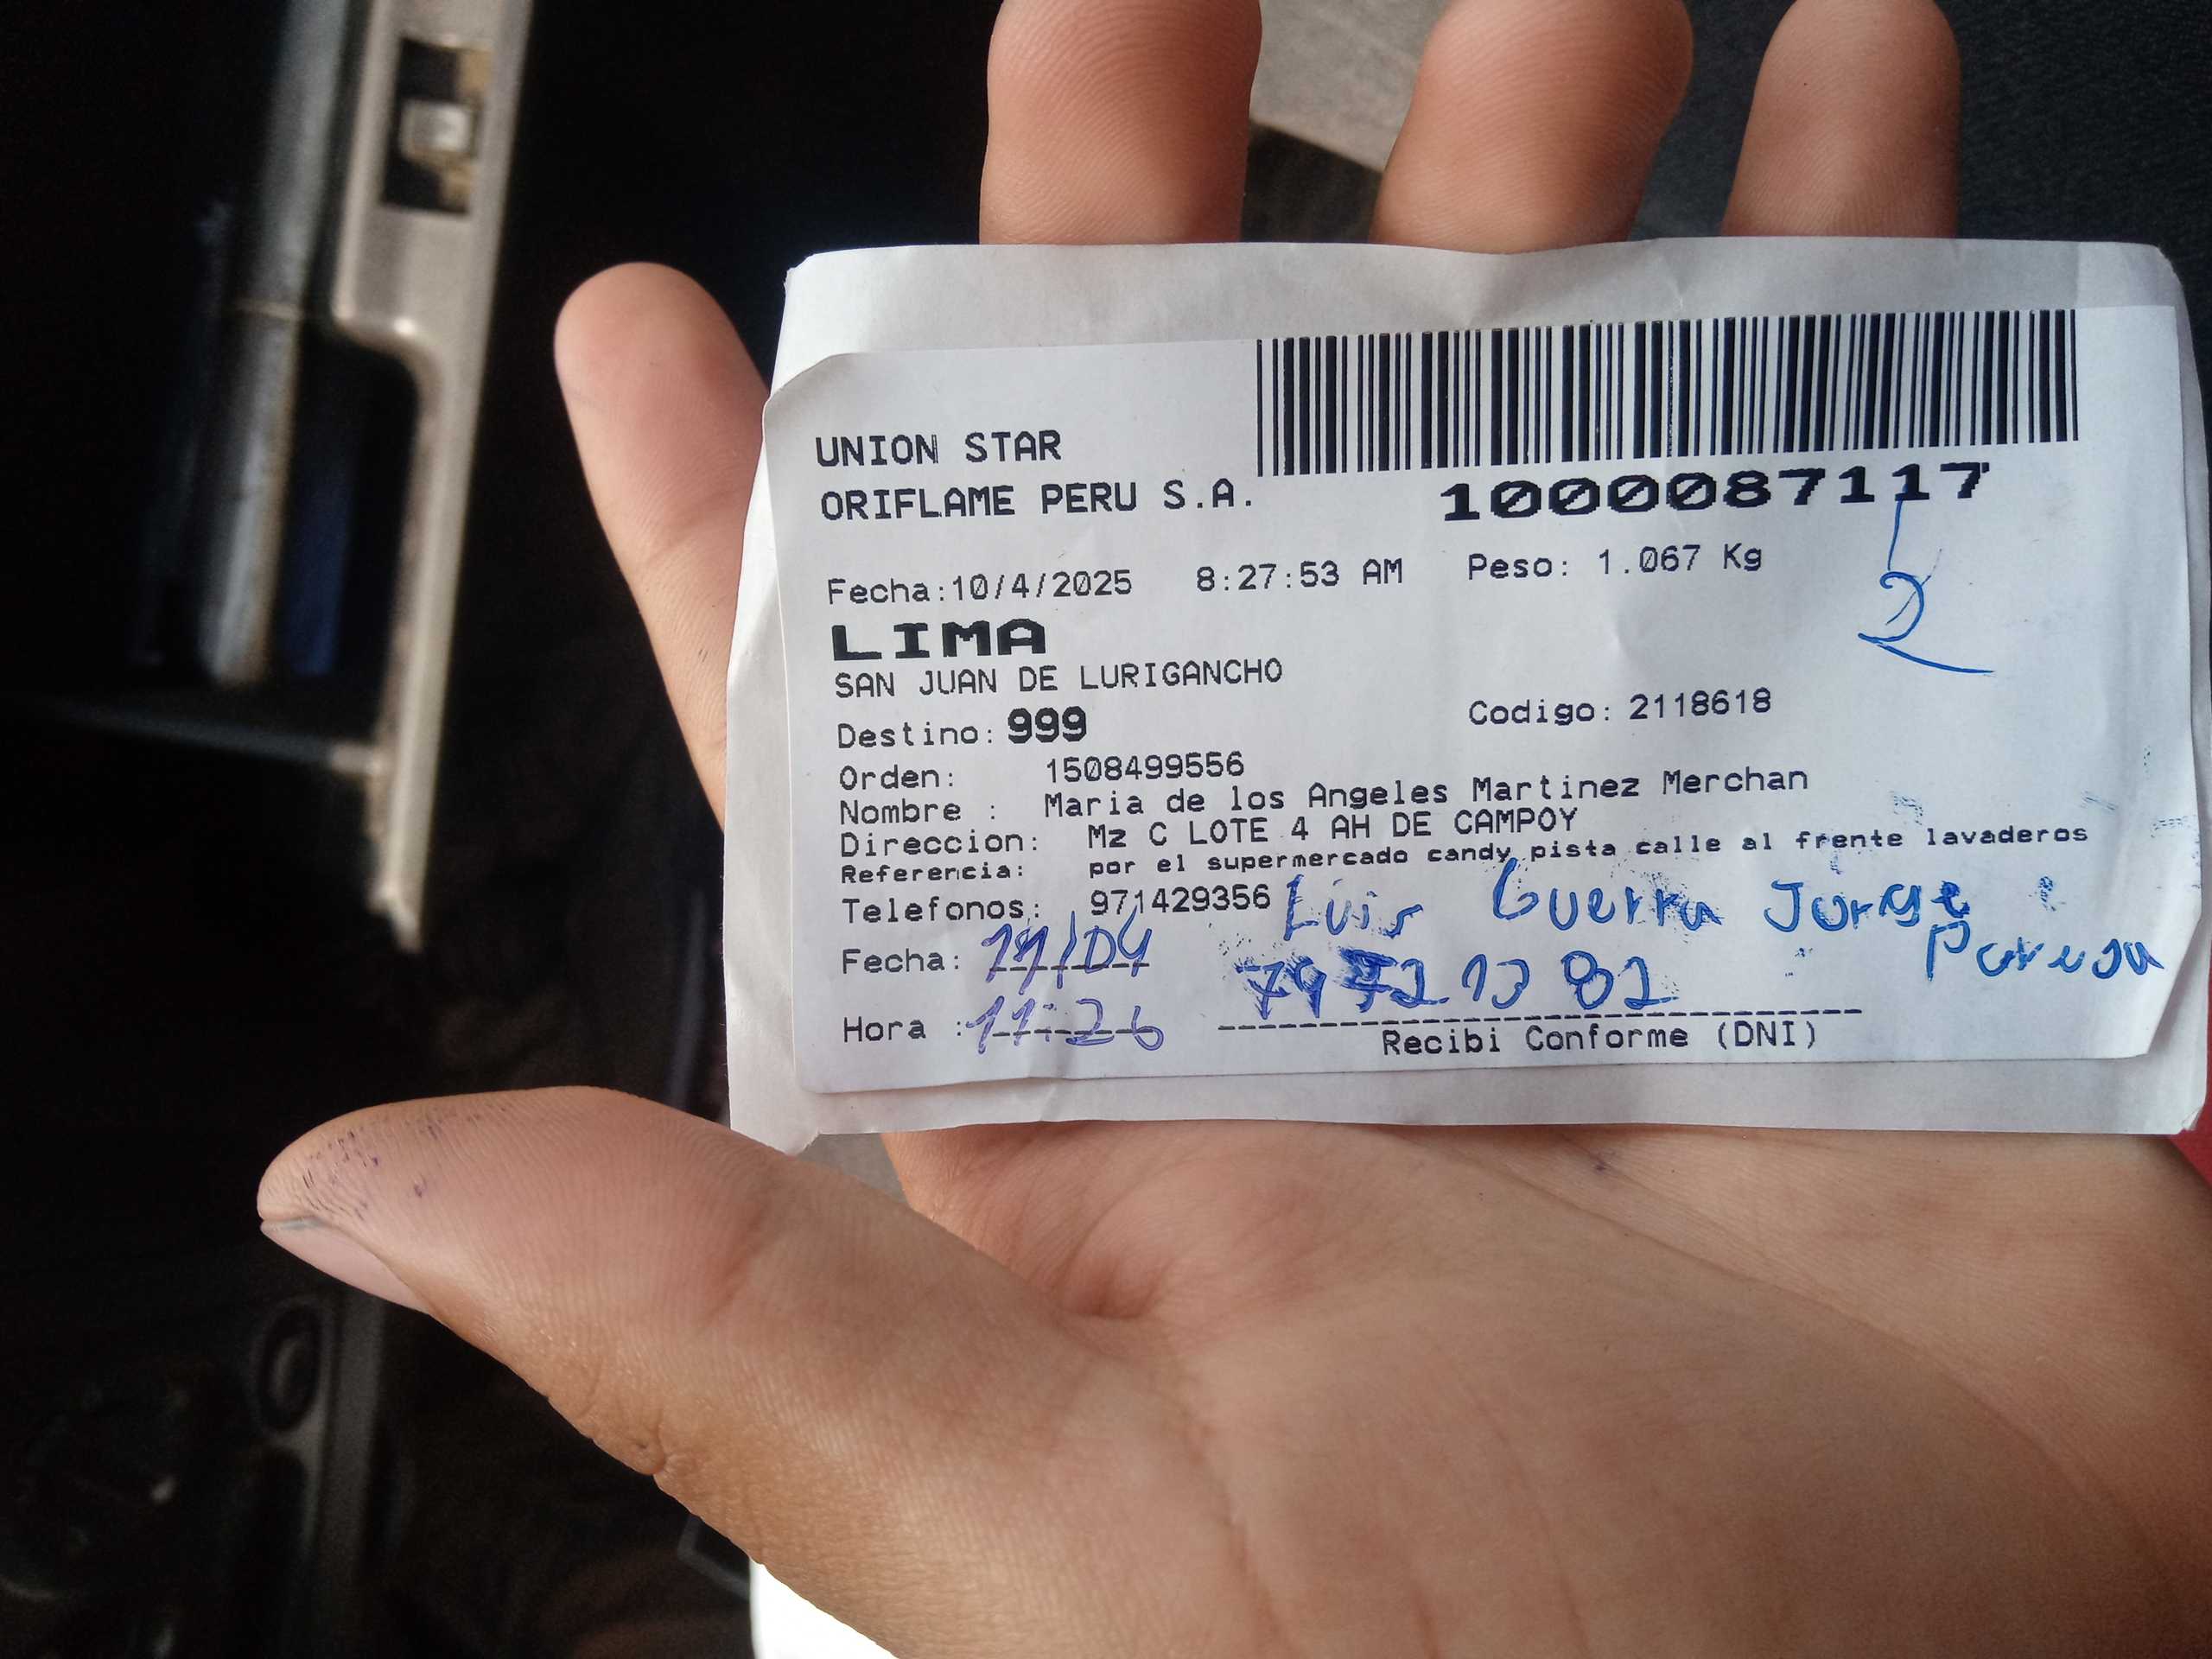 UNION STAR
ORIFLAME PERU S.A.
1000087117
Fecha:10/4/2025 8:27:53 AM Peso: 1.067 Kg
2
LIMA
SAN JUAN DE LURIGANCHO
Destino: 999 Codigo: 2118618
Orden: 1508499556
Nombre : Maria de los Angeles Martinez Merchan
Direccion: Mz C LOTE 4 AH DE CAMPOY
Referencia: por el supermercado candy pista calle al frente lavaderos
Telefonos: 971429356 Luis Guerra Jorge
Pareja
Fecha: 11/04
Hora : 11:26
Recibi Conforme (DNI)